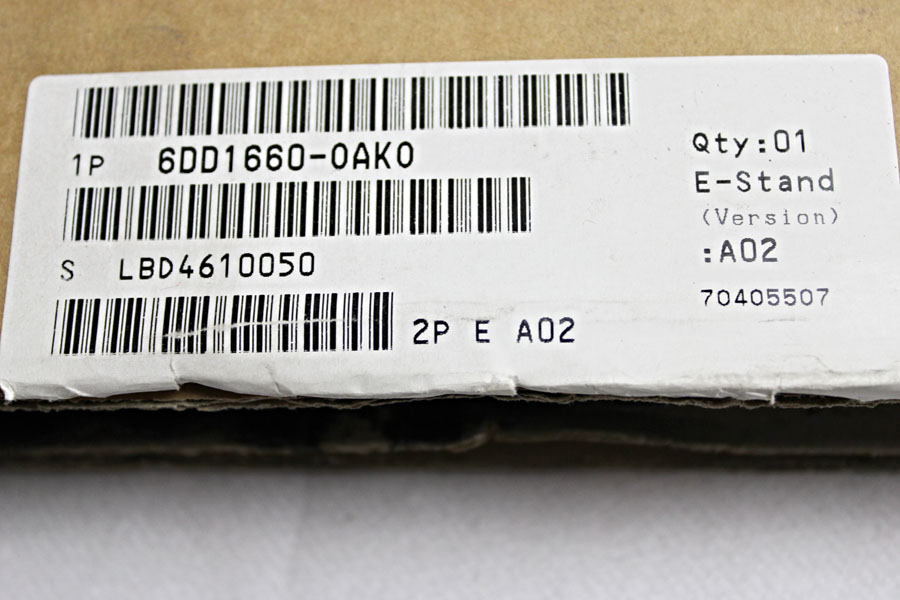 1P 6DD1660-0AK0
S LBD4610050
2P E A02
Qty:01
E-Stand
(Version)
:A02
70405507